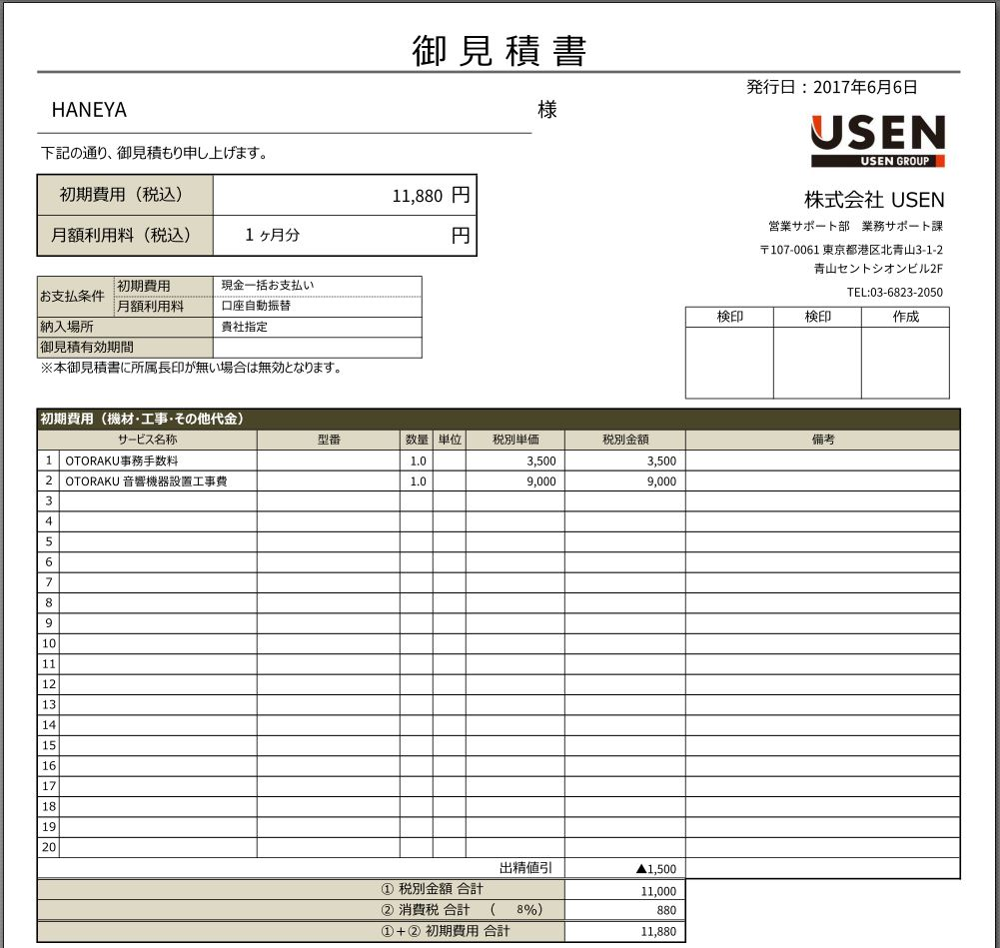 御見積書
発行日：2017年6月6日
HANEYA 様
USEN
USEN GROUP
下記の通り、御見積もり申し上げます。
初期費用（税込） 11,880 円
月額利用料（税込） 1 ヶ月分 円
株式会社 USEN
営業サポート部　業務サポート課
〒107-0061 東京都港区北青山3-1-2
青山セントシオンビル2F
TEL:03-6823-2050
お支払条件 初期費用 現金一括お支払い
月額利用料 口座自動振替
納入場所 貴社指定
御見積有効期間
※本御見積書に所属長印が無い場合は無効となります。
検印 検印 作成
初期費用（機材･工事･その他代金）
サービス名称 型番 数量 単位 税別単価 税別金額 備考
1 OTORAKU事務手数料 1.0 3,500 3,500
2 OTORAKU 音響機器設置工事費 1.0 9,000 9,000
3
4
5
6
7
8
9
10
11
12
13
14
15
16
17
18
19
20
出精値引 ▲1,500
① 税別金額 合計 11,000
② 消費税 合計 （ 8%） 880
①＋② 初期費用 合計 11,880